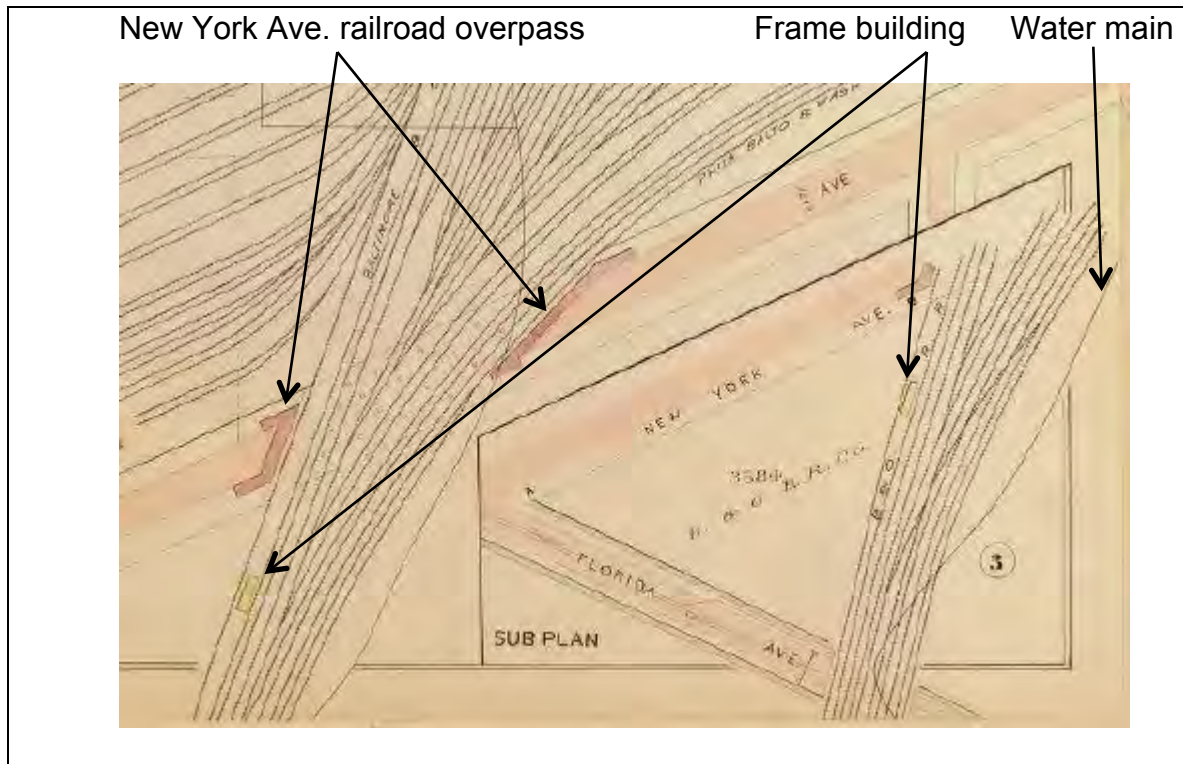 New York Ave. railroad overpass
Frame building
Water main
PHILA BALTO & WASH
AVE
BALTIMORE
AVE.
NEW YORK
R R
3584
B. & O R. R. Co.
B & O
3
FLORIDA
AVE.
SUB PLAN